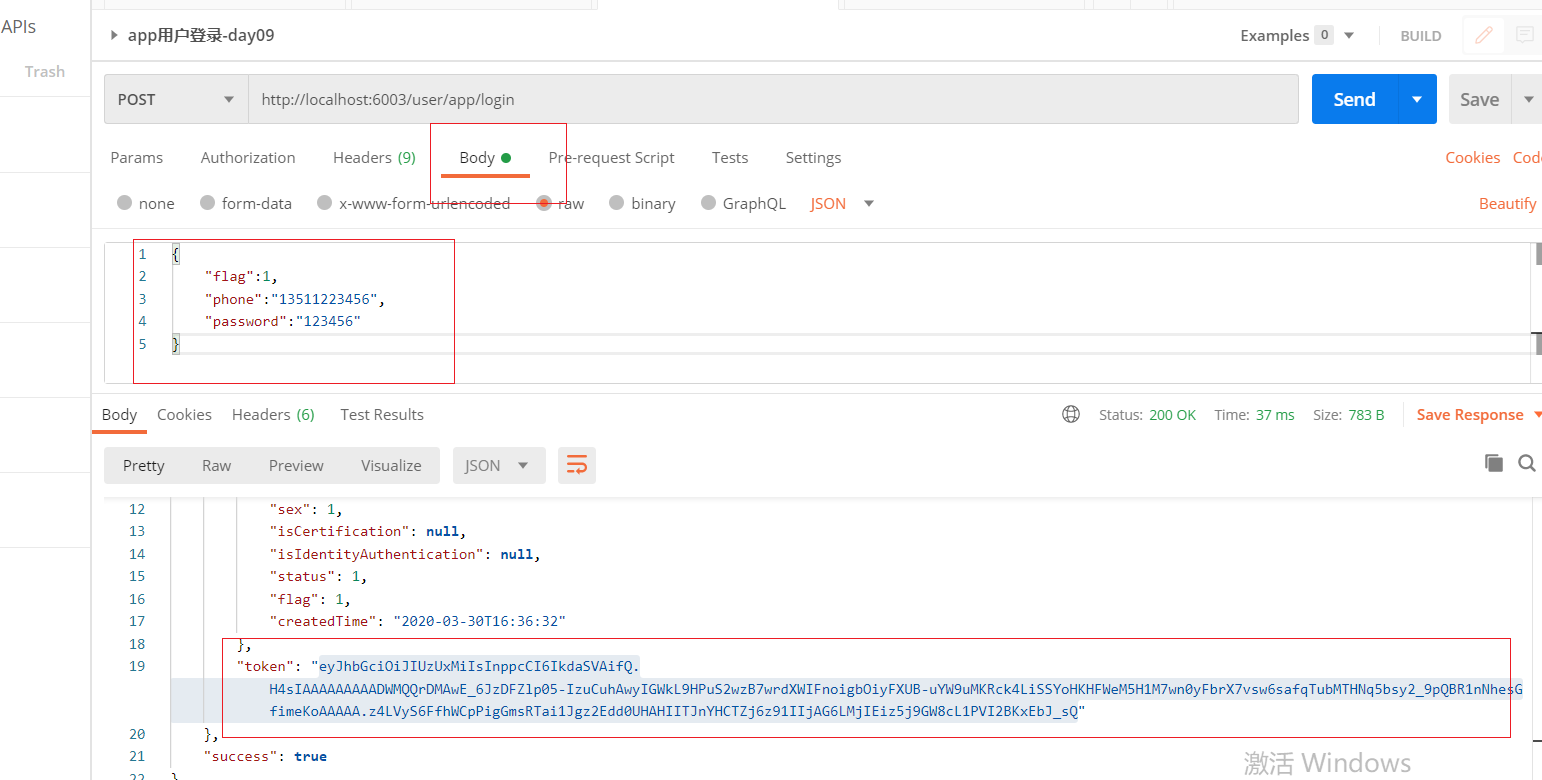 APIs
Trash
app用户登录-day09
Examples 0
BUILD
POST
http://localhost:6003/user/app/login
Send
Save
Params
Authorization
Headers (9)
Body
Pre-request Script
Tests
Settings
Cookies
Code
none
form-data
x-www-form-urlencoded
raw
binary
GraphQL
JSON
Beautify
1 {
2 "flag":1,
3 "phone":"13511223456",
4 "password":"123456"
5 }
Body
Cookies
Headers (6)
Test Results
Status: 200 OK
Time: 37 ms
Size: 783 B
Save Response
Pretty
Raw
Preview
Visualize
JSON
12 "sex": 1,
13 "isCertification": null,
14 "isIdentityAuthentication": null,
15 "status": 1,
16 "flag": 1,
17 "createdTime": "2020-03-30T16:36:32"
18 },
19 "token": "eyJhbGciOiJIUzUxMiIsInppcCI6IkdaSVAifQ.
H4sIAAAAAAAAADWMQQrDMAwE_6JzDFZlp05-IzuCuhAwyIGWkL9HPuS2wzB7wrdXWIFnoigbOiyFXUB-uYW9uMKRck4LiSSYoHKHFWeM5H1M7wn0yFbrX7vsw6safqTubMTHNq5bsy2_9pQBR1nNhesG
fimeKoAAAAA.z4LVyS6FfhWCpPigGmsRTai1Jgz2Edd0UHAHIITJnYHCTZj6z91IIjAG6LMjIEiz5j9GW8cL1PVI2BKxEbJ_sQ"
20 },
21 "success": true
22 }
激活 Windows